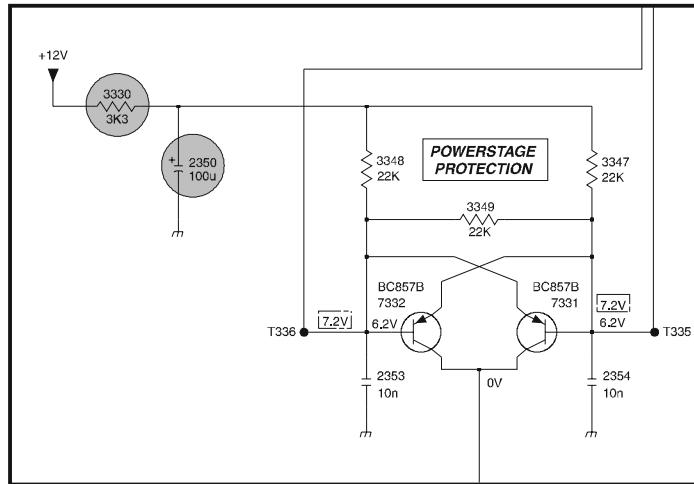 +12V
3330
3K3
+ 2350
100u
3348
22K
POWERSTAGE
PROTECTION
3347
22K
3349
22K
BC857B
7332
BC857B
7331
7.2V
6.2V
7.2V
6.2V
T336
T335
2353
10n
0V
2354
10n